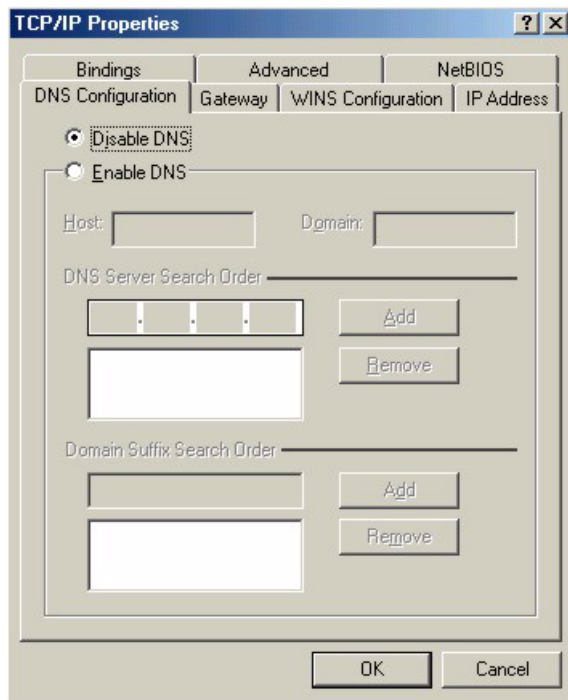 TCP/IP Properties
Bindings Advanced NetBIOS
DNS Configuration Gateway WINS Configuration IP Address
Disable DNS
Enable DNS
Host: Domain:
DNS Server Search Order
. . . Add
Remove
Domain Suffix Search Order
Add
Remove
OK Cancel